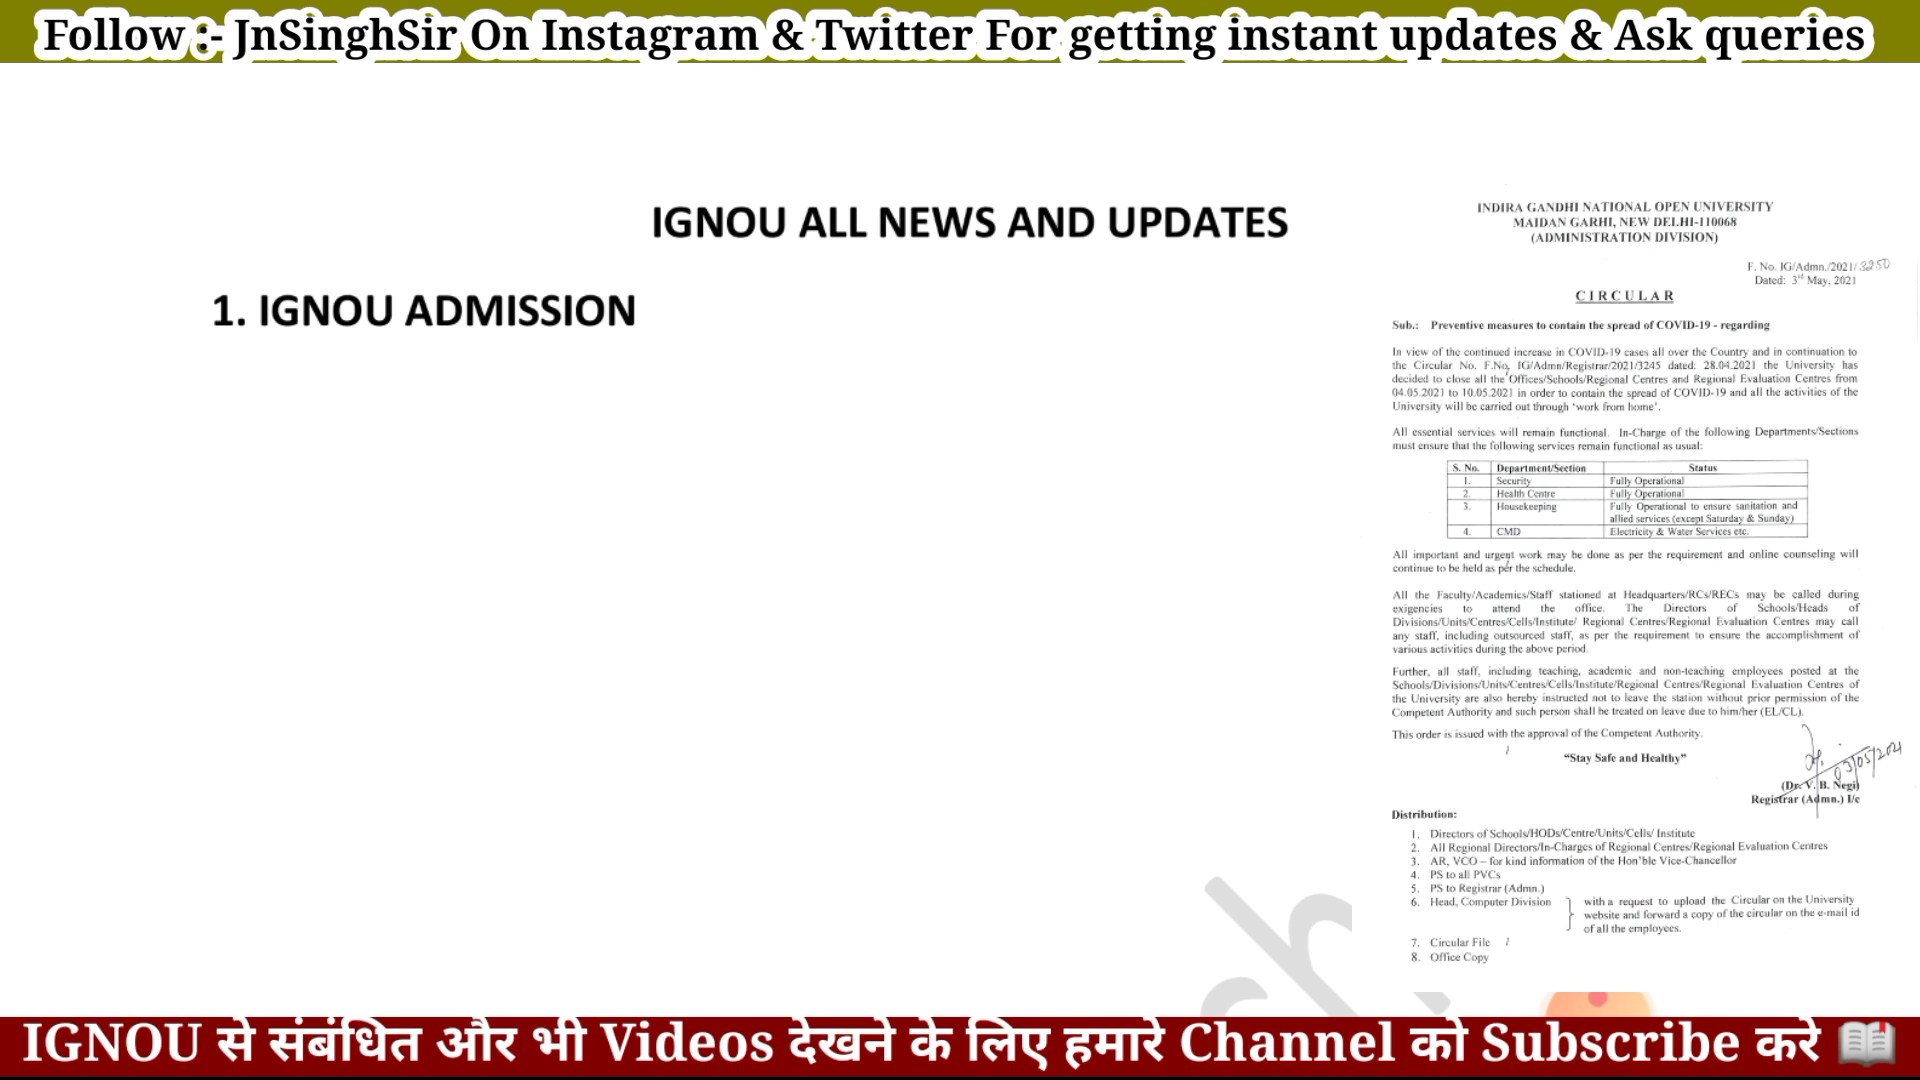 Follow :- JnSinghSir On Instagram & Twitter For getting instant updates & Ask queries
IGNOU ALL NEWS AND UPDATES
1. IGNOU ADMISSION
INDIRA GANDHI NATIONAL OPEN UNIVERSITY
MAIDAN GARHI, NEW DELHI-110068
(ADMINISTRATION DIVISION)
F. No. IG/Admn./2021/3250
Dated: 3rd May, 2021
CIRCULAR
Sub.: Preventive measures to contain the spread of COVID-19 - regarding
In view of the continued increase in COVID-19 cases all over the Country and in continuation to
the Circular No. F.No. IG/Admn/Registrar/2021/3245 dated: 28.04.2021 the University has
decided to close all the Offices/Schools/Regional Centres and Regional Evaluation Centres from
04.05.2021 to 10.05.2021 in order to contain the spread of COVID-19 and all the activities of the
University will be carried out through 'work from home'.
All essential services will remain functional. In-Charge of the following Departments/Sections
must ensure that the following services remain functional as usual:
S. No. Department/Section Status
1. Security Fully Operational
2. Health Centre Fully Operational
3. Housekeeping Fully Operational to ensure sanitation and
allied services (except Saturday & Sunday)
4. CMD Electricity & Water Services etc.
All important and urgent work may be done as per the requirement and online counseling will
continue to be held as per the schedule.
All the Faculty/Academics/Staff stationed at Headquarters/RCs/RECs may be called during
exigencies to attend the office. The Directors of Schools/Heads of
Divisions/Units/Centres/Cells/Institute/ Regional Centres/Regional Evaluation Centres may call
any staff, including outsourced staff, as per the requirement to ensure the accomplishment of
various activities during the above period.
Further, all staff, including teaching, academic and non-teaching employees posted at the
Schools/Divisions/Units/Centres/Cells/Institute/Regional Centres/Regional Evaluation Centres of
the University are also hereby instructed not to leave the station without prior permission of the
Competent Authority and such person shall be treated on leave due to him/her (EL/CL).
This order is issued with the approval of the Competent Authority.
"Stay Safe and Healthy"
03/05/2021
(Dr. V. B. Negi)
Registrar (Admn.) I/c
Distribution:
1. Directors of Schools/HODs/Centre/Units/Cells/ Institute
2. All Regional Directors/In-Charges of Regional Centres/Regional Evaluation Centres
3. AR, VCO – for kind information of the Hon'ble Vice-Chancellor
4. PS to all PVCs
5. PS to Registrar (Admn.)
6. Head, Computer Division } with a request to upload the Circular on the University
website and forward a copy of the circular on the e-mail id
of all the employees.
7. Circular File
8. Office Copy
ch
IGNOU से संबंधित और भी Videos देखने के लिए हमारे Channel को Subscribe करे